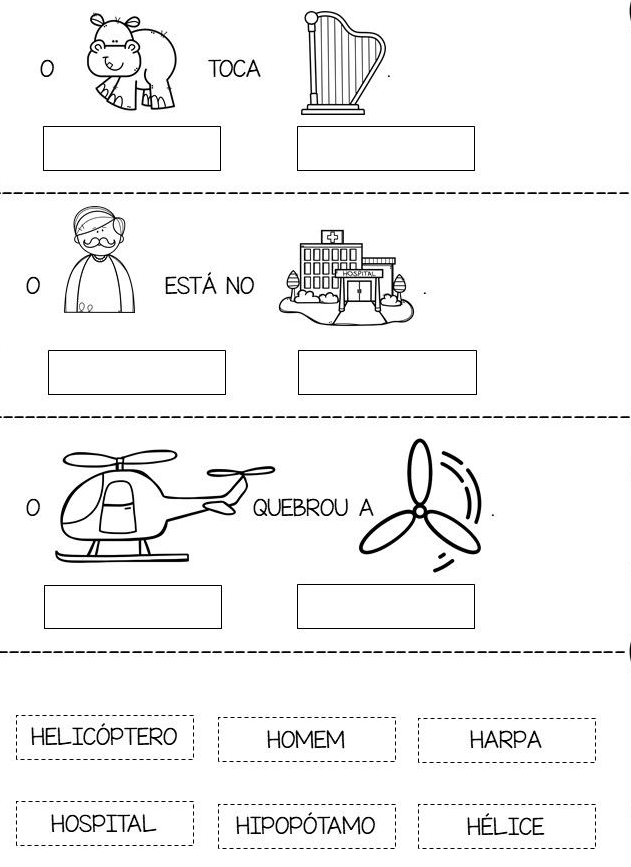 O TOCA .
O ESTÁ NO .
HOSPITAL
O QUEBROU A .
HELICÓPTERO HOMEM HARPA
HOSPITAL HIPOPÓTAMO HÉLICE